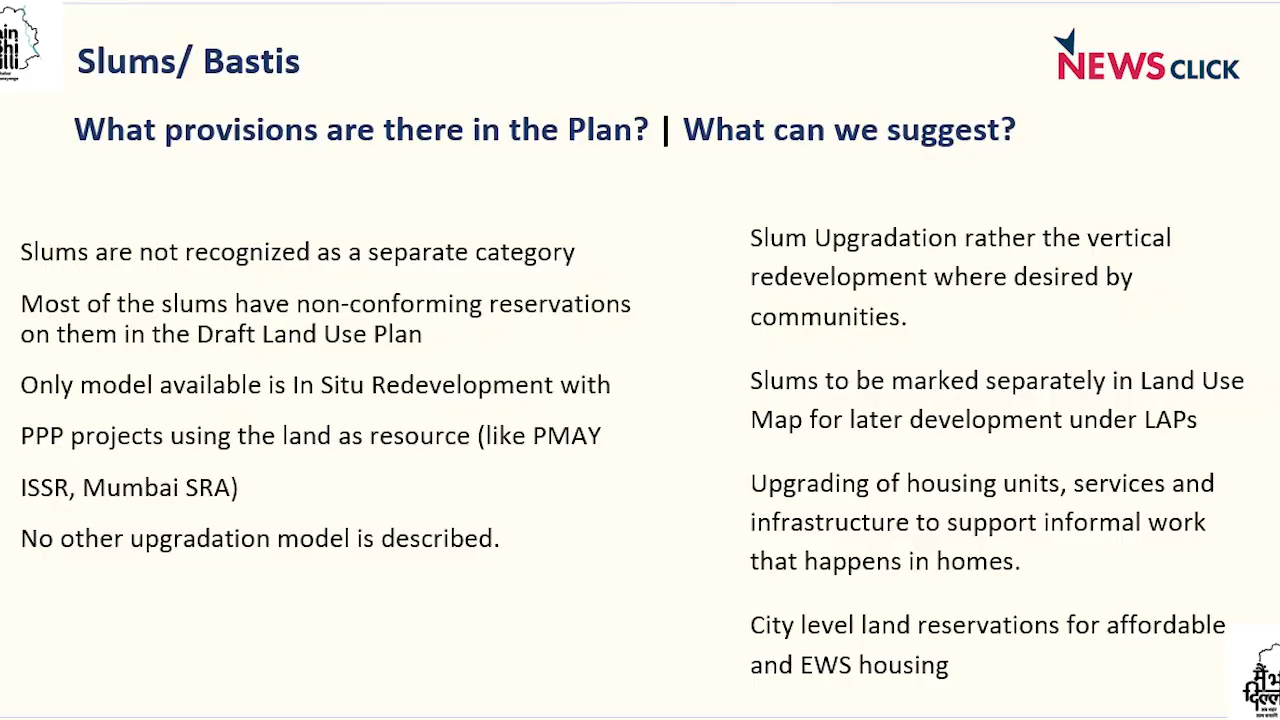 Slums/ Bastis
NEWSCLICK
What provisions are there in the Plan? | What can we suggest?
Slums are not recognized as a separate category
Most of the slums have non-conforming reservations
on them in the Draft Land Use Plan
Only model available is In Situ Redevelopment with
PPP projects using the land as resource (like PMAY
ISSR, Mumbai SRA)
No other upgradation model is described.
Slum Upgradation rather the vertical
redevelopment where desired by
communities.
Slums to be marked separately in Land Use
Map for later development under LAPs
Upgrading of housing units, services and
infrastructure to support informal work
that happens in homes.
City level land reservations for affordable
and EWS housing